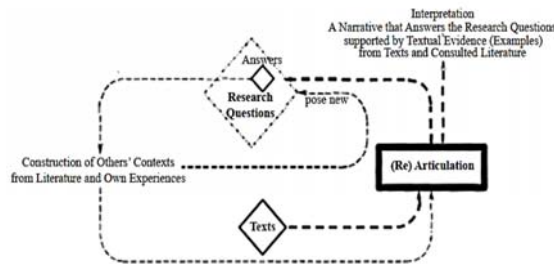 Interpretation
A Narrative that Answers the Research Questions
supported by Textual Evidence (Examples)
from Texts and Consulted Literature
Answers
Research
Questions
pose new
Construction of Others' Contexts
from Literature and Own Experiences
(Re) Articulation
Texts